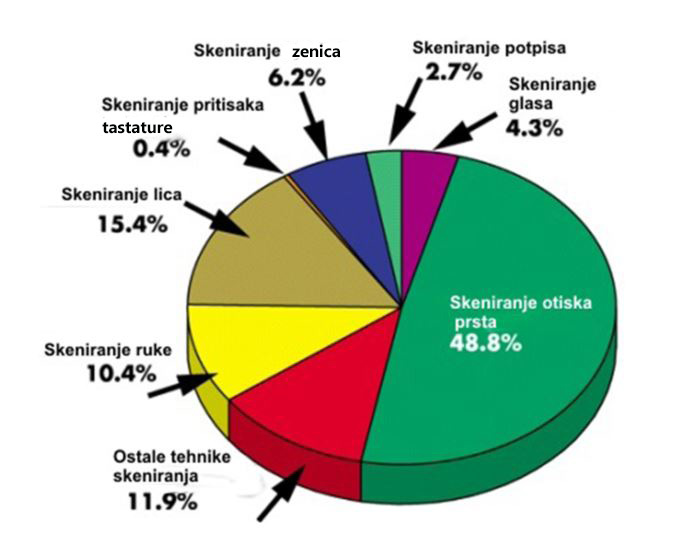 Skeniranje zenica
6.2%
Skeniranje potpisa
2.7%
Skeniranje
glasa
4.3%
Skeniranje pritisaka
tastature
0.4%
Skeniranje lica
15.4%
Skeniranje otiska
prsta
48.8%
Skeniranje ruke
10.4%
Ostale tehnike
skeniranja
11.9%